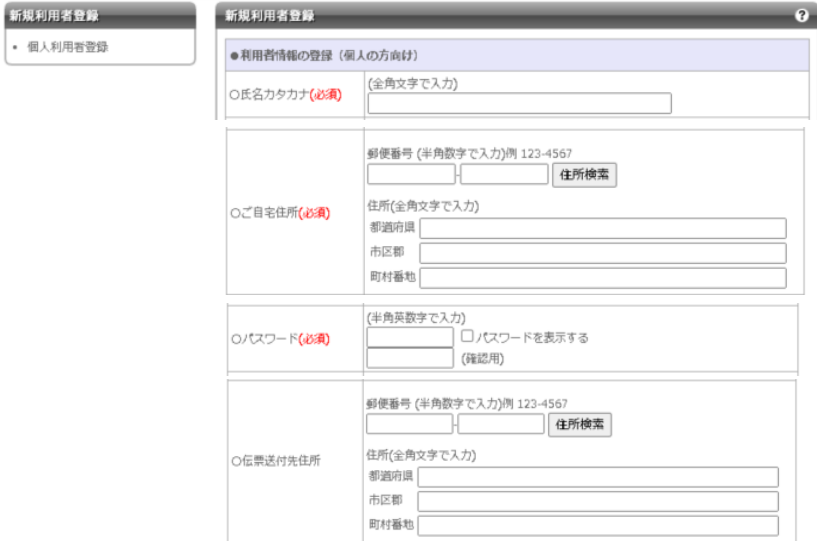 新規利用者登録
・ 個人利用者登録
新規利用者登録 ?
●利用者情報の登録（個人の方向け）
○氏名カタカナ(必須)
(全角文字で入力)
○ご自宅住所(必須)
郵便番号 (半角数字で入力)例 123-4567
- 住所検索
住所(全角文字で入力)
都道府県
市区郡
町村番地
○パスワード(必須)
(半角英数字で入力)
パスワードを表示する
(確認用)
○伝票送付先住所
郵便番号 (半角数字で入力)例 123-4567
- 住所検索
住所(全角文字で入力)
都道府県
市区郡
町村番地